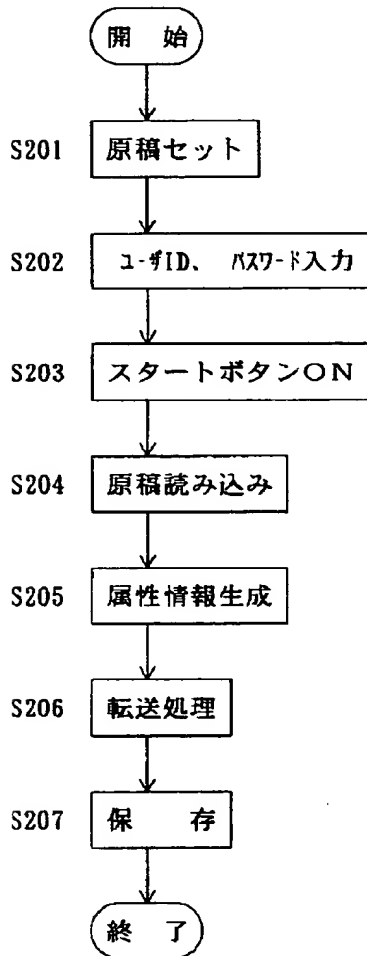 開 始
S201 原稿セット
S202 ユーザID、 パスワード入力
S203 スタートボタンON
S204 原稿読み込み
S205 属性情報生成
S206 転送処理
S207 保 存
終 了